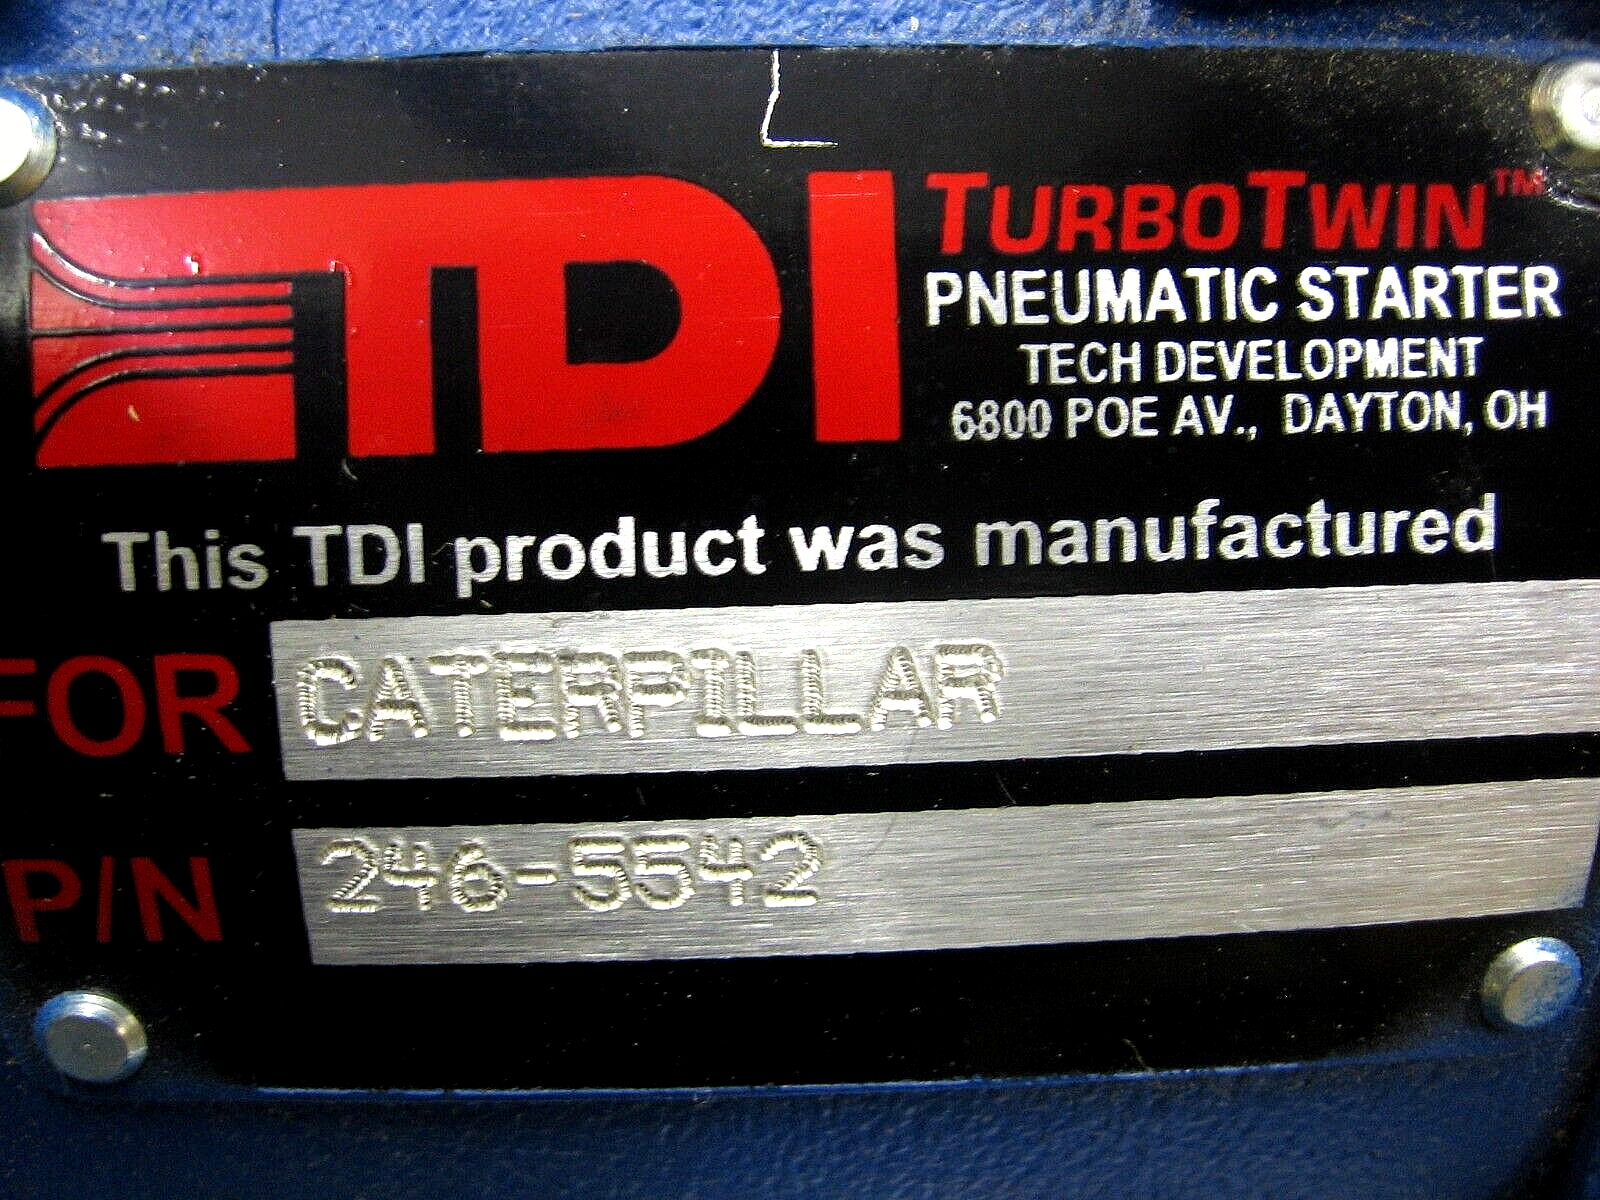 TDI
TURBOTWIN™
PNEUMATIC STARTER
TECH DEVELOPMENT
6800 POE AV., DAYTON, OH
This TDI product was manufactured
FOR CATERPILLAR
P/N 246-5542